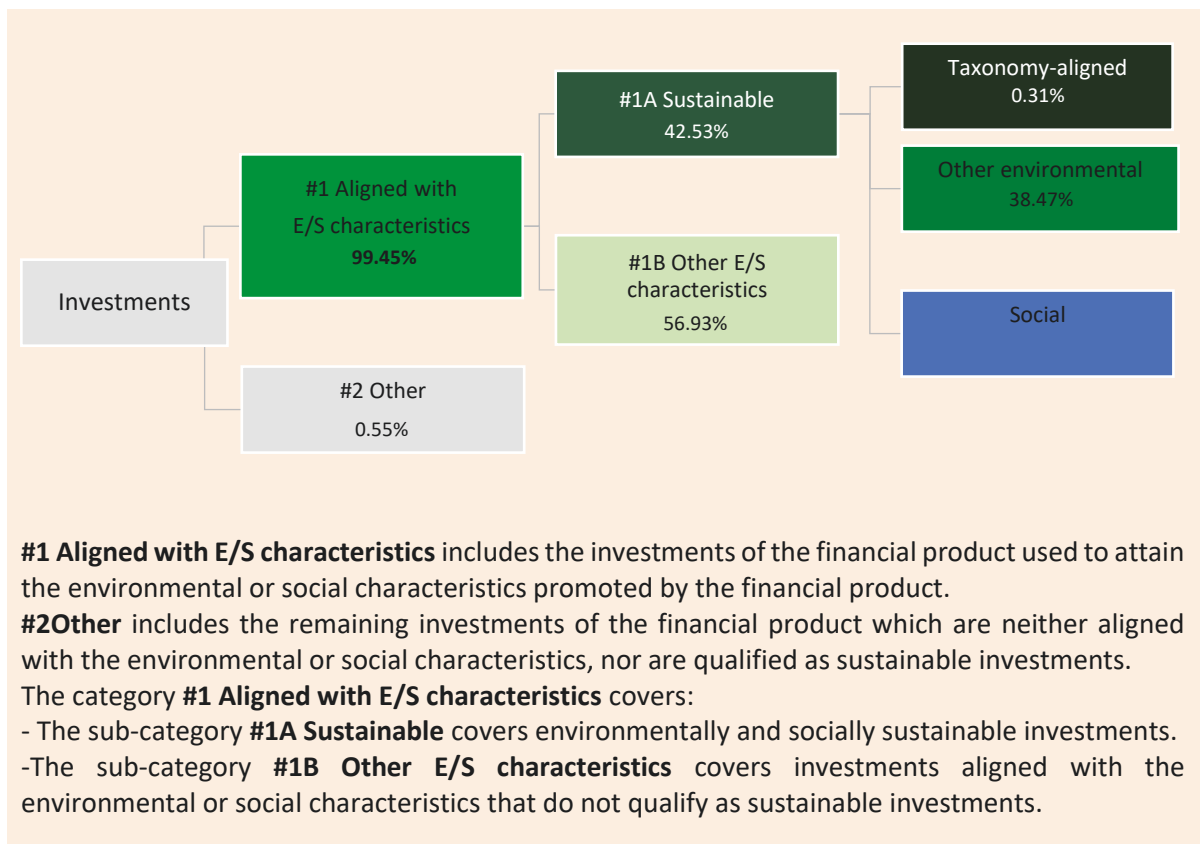 Investments
#1 Aligned with
E/S characteristics
99.45%
#2 Other
0.55%
#1A Sustainable
42.53%
#1B Other E/S
characteristics
56.93%
Taxonomy-aligned
0.31%
Other environmental
38.47%
Social
#1 Aligned with E/S characteristics includes the investments of the financial product used to attain
the environmental or social characteristics promoted by the financial product.
#2Other includes the remaining investments of the financial product which are neither aligned
with the environmental or social characteristics, nor are qualified as sustainable investments.
The category #1 Aligned with E/S characteristics covers:
- The sub-category #1A Sustainable covers environmentally and socially sustainable investments.
-The sub-category #1B Other E/S characteristics covers investments aligned with the
environmental or social characteristics that do not qualify as sustainable investments.